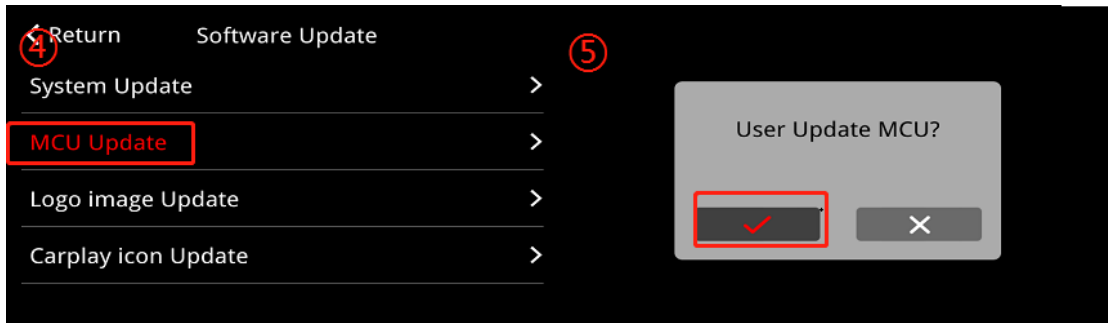 ④
Return Software Update
System Update
MCU Update
Logo image Update
Carplay icon Update
⑤
User Update MCU?